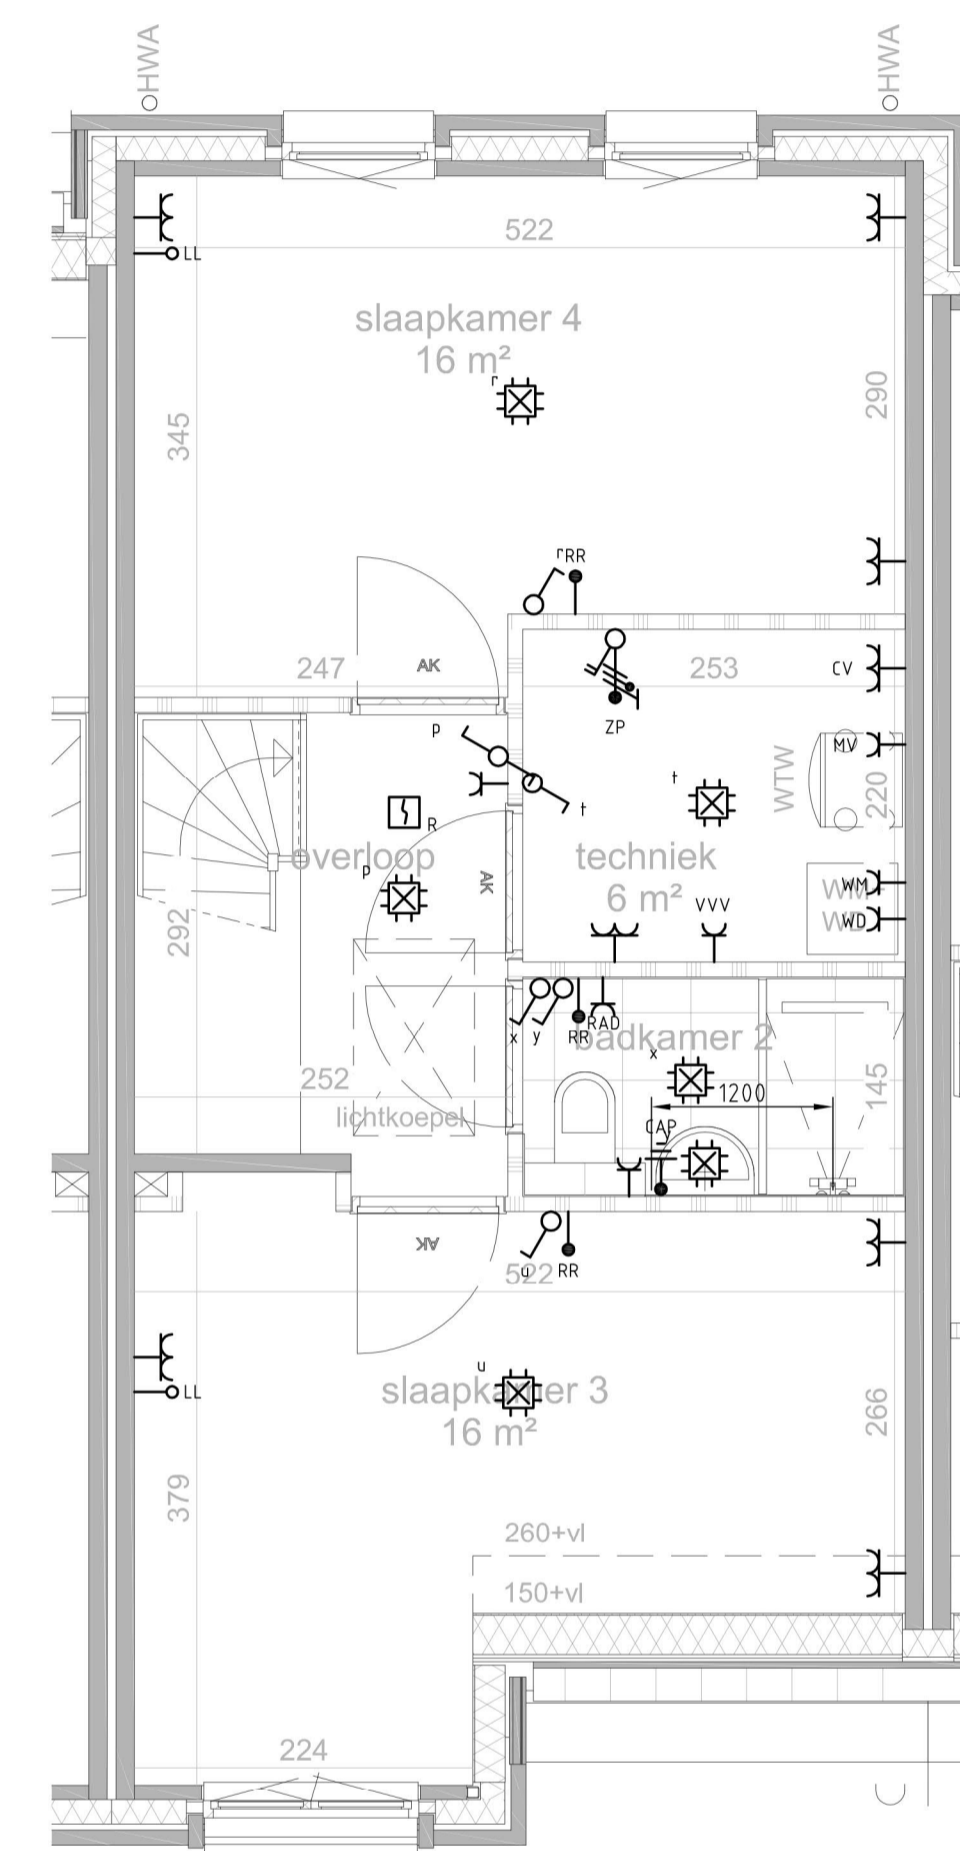 HWA
HWA
522
LL
slaapkamer 4
16 m²
r
290
345
rRR
247
AK
253
CV
ZP
p
MV
t
WTW
220
t
R
overloop
techniek
6 m²
p
AK
VVV
WM
WM
WD
WD
292
x
y
RR
RAD
badkamer 2
x
252
1200
145
lichtkoepel
CAP
y
AK
u
522
RR
u
LL
slaapkamer 3
16 m²
266
379
260+vl
150+vl
224